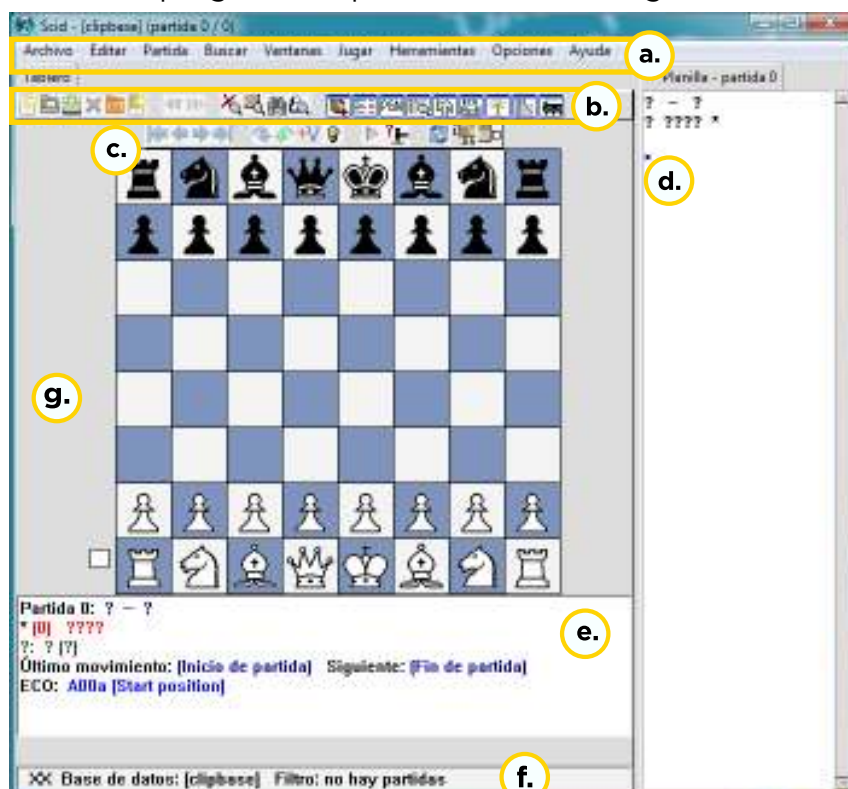 Scid - [clipbase] (partida 0 / 0)
Archivo Editar Partida Buscar Ventanas Jugar Herramientas Opciones Ayuda
a.
Tablero
Planilla - partida 0
b.
? - ?
? ???? *
*
c.
+V
d.
g.
Partida 0: ? - ?
* (0) ????
?: ? (?)
Último movimiento: (Inicio de partida) Siguiente: (Fin de partida)
ECO: A00a [Start position]
e.
XX Base de datos: [clipbase] Filtro: no hay partidas
f.